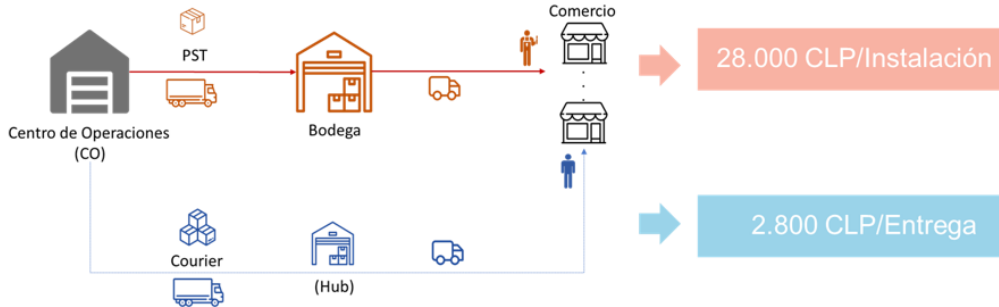 Comercio
PST
28.000 CLP/Instalación
Centro de Operaciones
(CO)
Bodega
Courier
(Hub)
2.800 CLP/Entrega